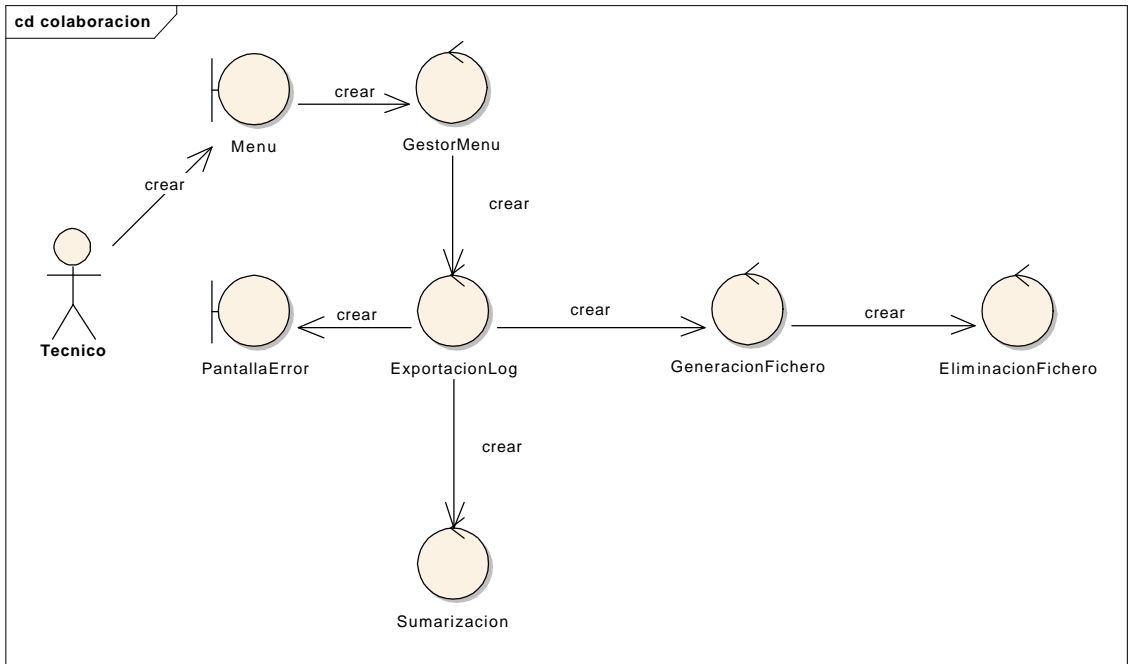 cd colaboracion
crear
Menu
GestorMenu
crear
crear
Tecnico
crear
crear
crear
PantallaError
ExportacionLog
GeneracionFichero
EliminacionFichero
crear
Sumarizacion